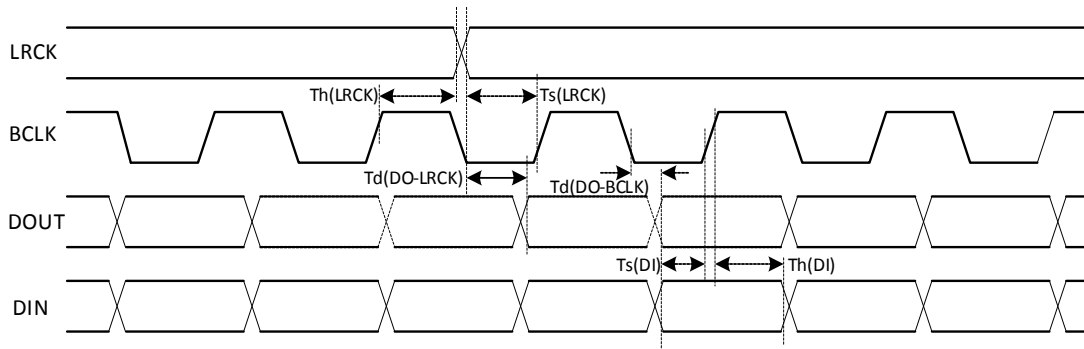 LRCK
Th(LRCK) Ts(LRCK)
BCLK
Td(DO-LRCK) Td(DO-BCLK)
DOUT
Ts(DI) Th(DI)
DIN